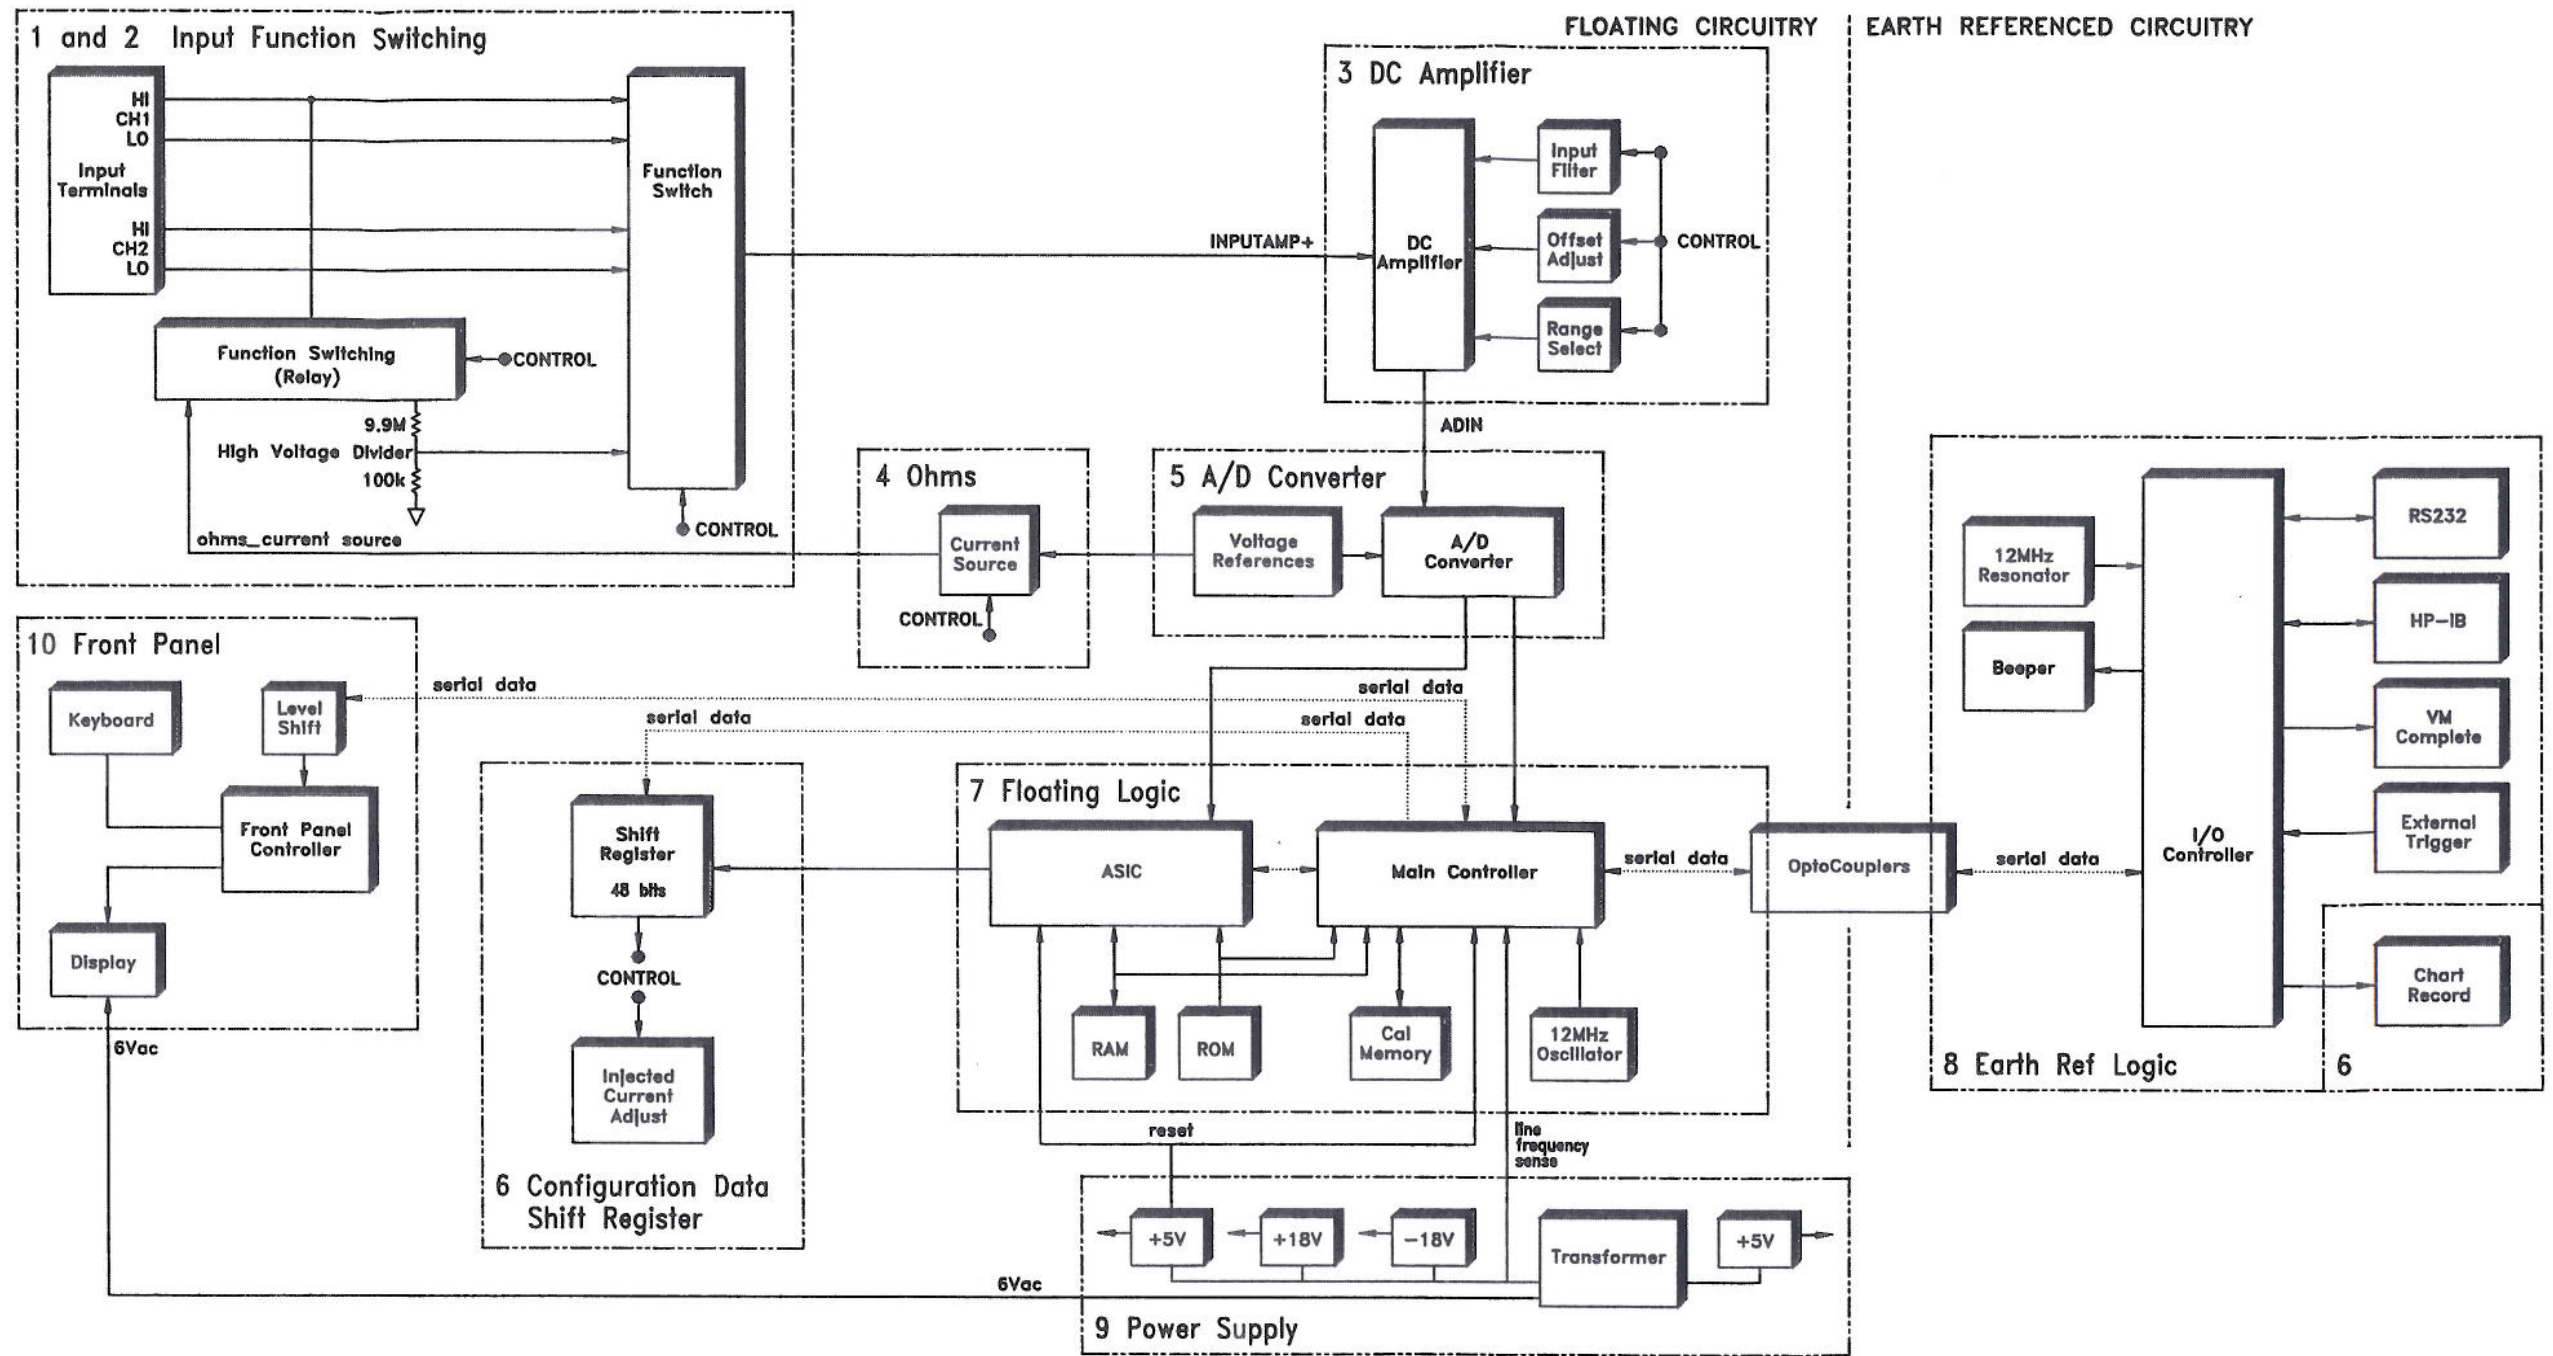 FLOATING CIRCUITRY
EARTH REFERENCED CIRCUITRY
1 and 2 Input Function Switching
HI
CH1
LO
Input
Terminals
HI
CH2
LO
Function
Switch
Function Switching
(Relay)
CONTROL
9.9M
High Voltage Divider
100k
ohms_current source
CONTROL
INPUTAMP+
3 DC Amplifier
DC
Amplifier
Input
Filter
Offset
Adjust
Range
Select
CONTROL
ADIN
4 Ohms
Current
Source
CONTROL
5 A/D Converter
Voltage
References
A/D
Converter
10 Front Panel
Keyboard
Level
Shift
Front Panel
Controller
Display
6Vac
serial data
serial data
serial data
serial data
Shift
Register
48 bits
CONTROL
Injected
Current
Adjust
6 Configuration Data
Shift Register
7 Floating Logic
ASIC
Main Controller
RAM
ROM
Cal
Memory
12MHz
Oscillator
reset
line
frequency
sense
serial data
OptoCouplers
serial data
12MHz
Resonator
Beeper
I/O
Controller
RS232
HP-IB
VM
Complete
External
Trigger
Chart
Record
8 Earth Ref Logic
6
+5V
+18V
-18V
Transformer
+5V
6Vac
9 Power Supply